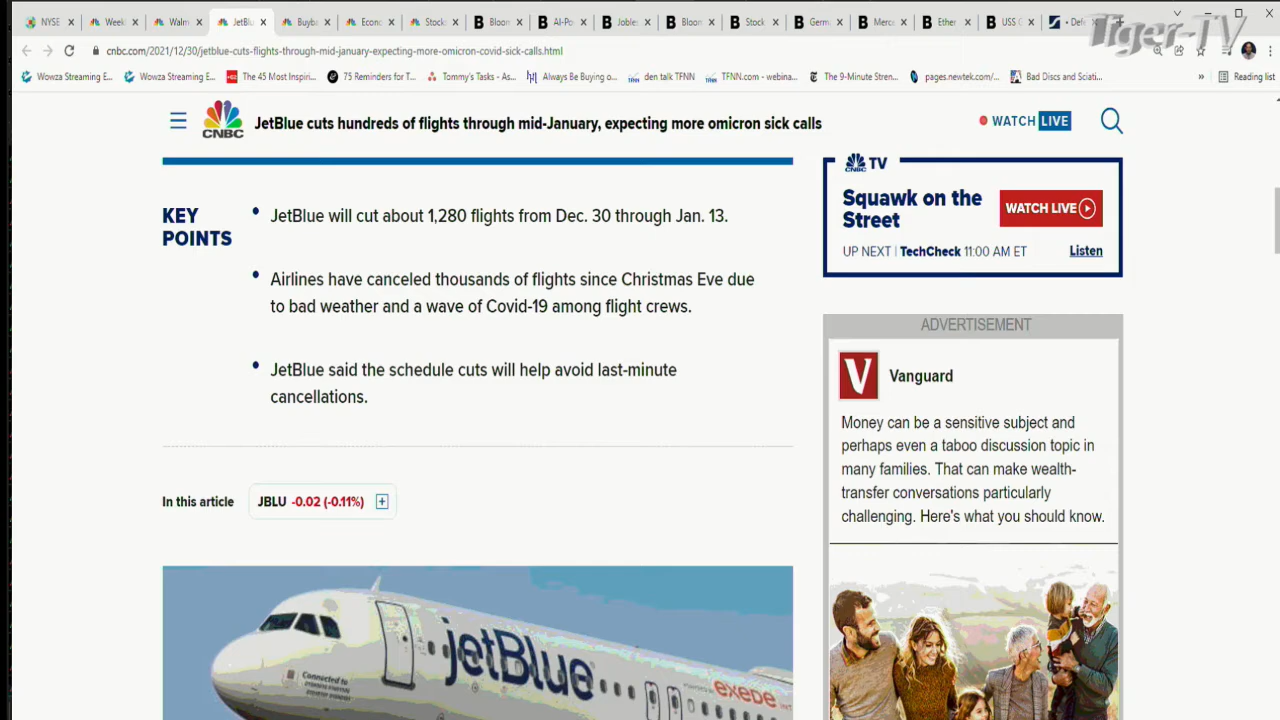 NYSE
Week
Walm
JetBl
Buyb
Econ
Stock
Bloom
AI-Po
Jobles
Bloom
Stock
Germ
Merc
Ether
USS C
Defe
Tiger-TV
cnbc.com/2021/12/30/jetblue-cuts-flights-through-mid-january-expecting-more-omicron-covid-sick-calls.html
Wowza Streaming E...
Wowza Streaming E...
The 45 Most Inspiri...
75 Reminders for T...
Tommy's Tasks - As...
Always Be Buying o...
den talk TFNN
TFNN.com - webina...
The 9-Minute Stren...
pages.newtek.com/...
Bad Discs and Sciati...
»
Reading list
CNBC
JetBlue cuts hundreds of flights through mid-January, expecting more omicron sick calls
WATCH LIVE
KEY
POINTS
• JetBlue will cut about 1,280 flights from Dec. 30 through Jan. 13.
• Airlines have canceled thousands of flights since Christmas Eve due
to bad weather and a wave of Covid-19 among flight crews.
• JetBlue said the schedule cuts will help avoid last-minute
cancellations.
In this article
JBLU -0.02 (-0.11%)
jetBlue
Connected to
exede
CNBC TV
Squawk on the
Street
WATCH LIVE
UP NEXT | TechCheck 11:00 AM ET
Listen
ADVERTISEMENT
V
Vanguard
Money can be a sensitive subject and
perhaps even a taboo discussion topic in
many families. That can make wealth-
transfer conversations particularly
challenging. Here's what you should know.